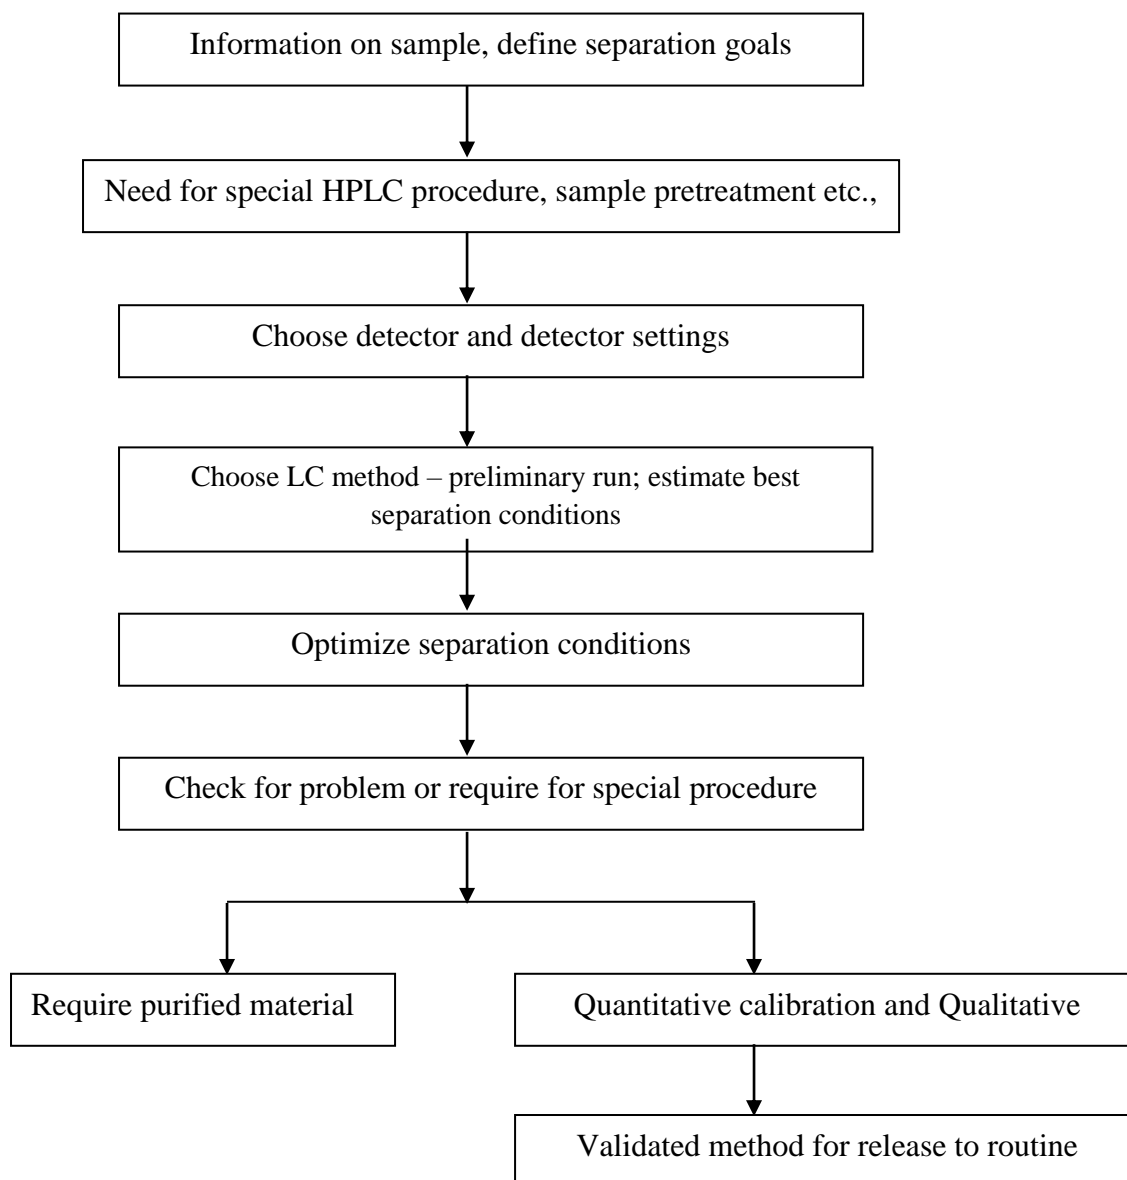 Information on sample, define separation goals
Need for special HPLC procedure, sample pretreatment etc.,
Choose detector and detector settings
Choose LC method – preliminary run; estimate best
separation conditions
Optimize separation conditions
Check for problem or require for special procedure
Require purified material
Quantitative calibration and Qualitative
Validated method for release to routine